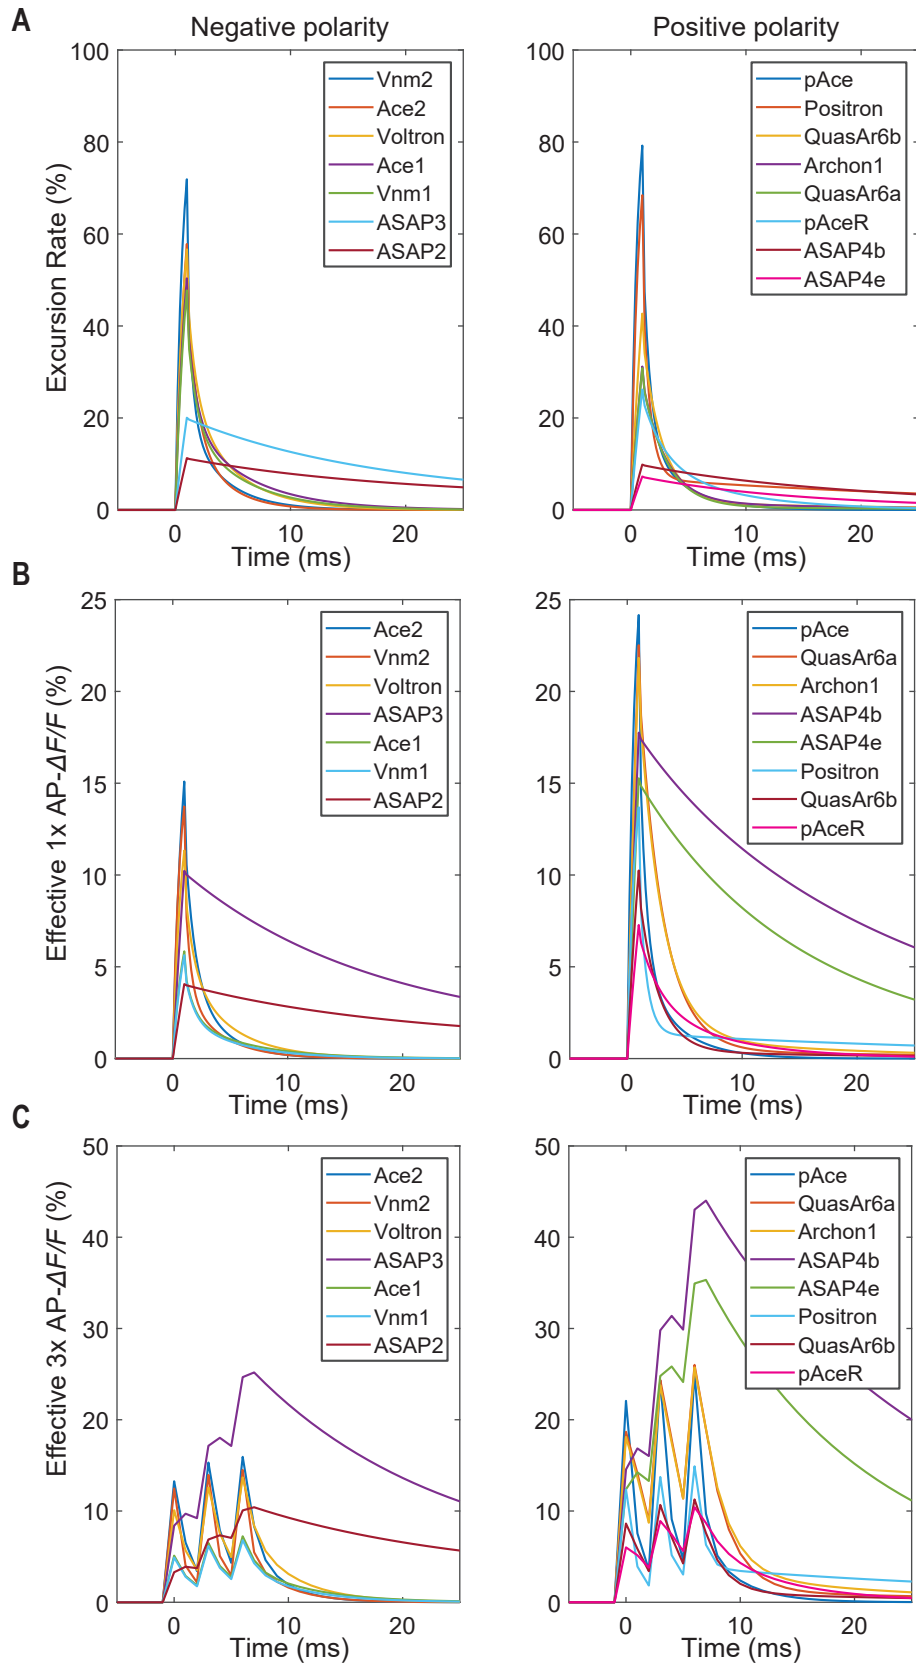 A
Negative polarity
Positive polarity
Excursion Rate (%)
100
80
60
40
20
0
0
10
20
Time (ms)
Vnm2
Ace2
Voltron
Ace1
Vnm1
ASAP3
ASAP2
100
80
60
40
20
0
0
10
20
Time (ms)
pAce
Positron
QuasAr6b
Archon1
QuasAr6a
pAceR
ASAP4b
ASAP4e
B
Effective 1x AP-ΔF/F (%)
25
20
15
10
5
0
0
10
20
Time (ms)
Ace2
Vnm2
Voltron
ASAP3
Ace1
Vnm1
ASAP2
25
20
15
10
5
0
0
10
20
Time (ms)
pAce
QuasAr6a
Archon1
ASAP4b
ASAP4e
Positron
QuasAr6b
pAceR
C
Effective 3x AP-ΔF/F (%)
50
40
30
20
10
0
0
10
20
Time (ms)
Ace2
Vnm2
Voltron
ASAP3
Ace1
Vnm1
ASAP2
50
40
30
20
10
0
0
10
20
Time (ms)
pAce
QuasAr6a
Archon1
ASAP4b
ASAP4e
Positron
QuasAr6b
pAceR